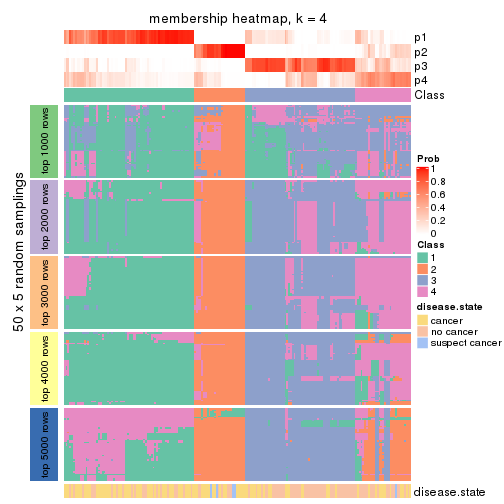 membership heatmap, k = 4
p1
p2
p3
p4
Class
50 x 5 random samplings
top 1000 rows
top 2000 rows
top 3000 rows
top 4000 rows
top 5000 rows
Prob
1
0.8
0.6
0.4
0.2
0
Class
1
2
3
4
disease.state
cancer
no cancer
suspect cancer
disease.state